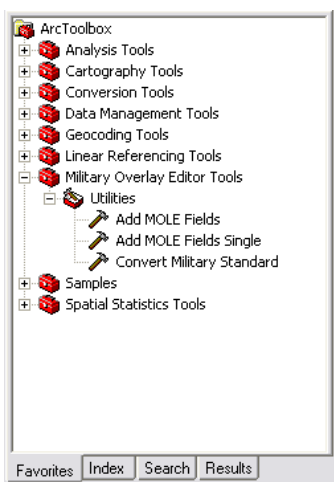 ArcToolbox
Analysis Tools
Cartography Tools
Conversion Tools
Data Management Tools
Geocoding Tools
Linear Referencing Tools
Military Overlay Editor Tools
Utilities
Add MOLE Fields
Add MOLE Fields Single
Convert Military Standard
Samples
Spatial Statistics Tools
Favorites Index Search Results